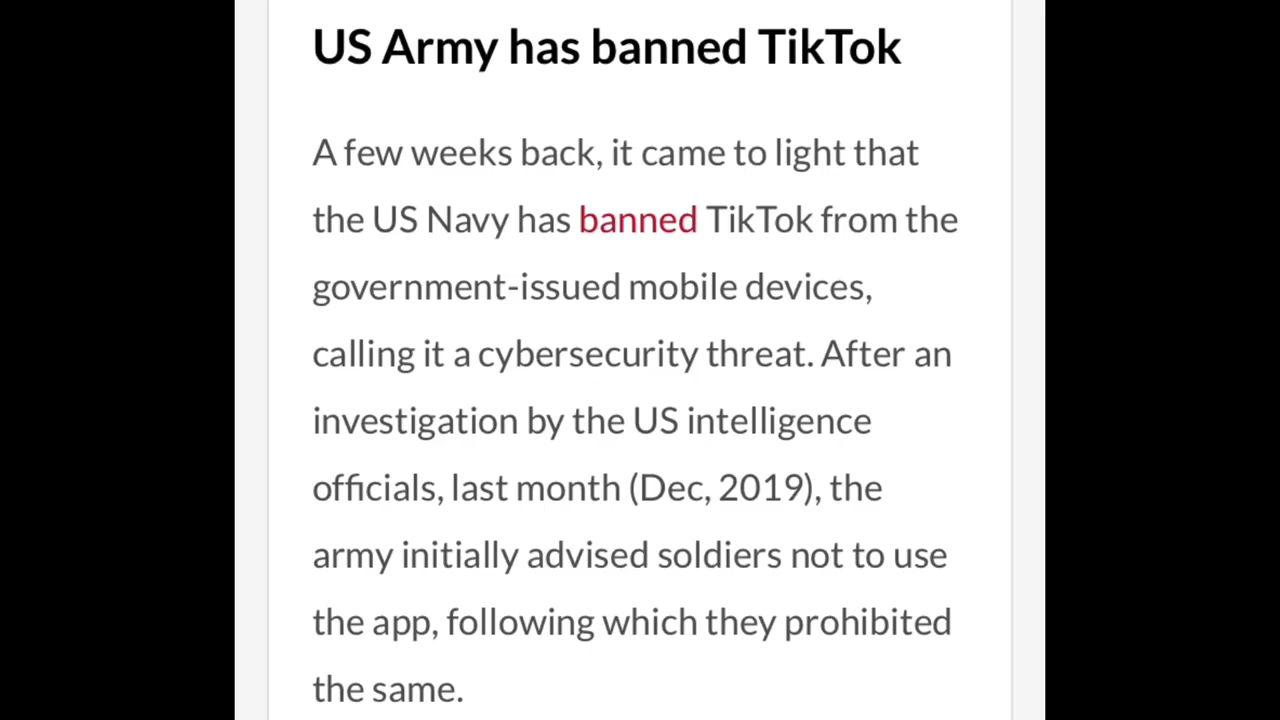 US Army has banned TikTok
A few weeks back, it came to light that
the US Navy has banned TikTok from the
government-issued mobile devices,
calling it a cybersecurity threat. After an
investigation by the US intelligence
officials, last month (Dec, 2019), the
army initially advised soldiers not to use
the app, following which they prohibited
the same.